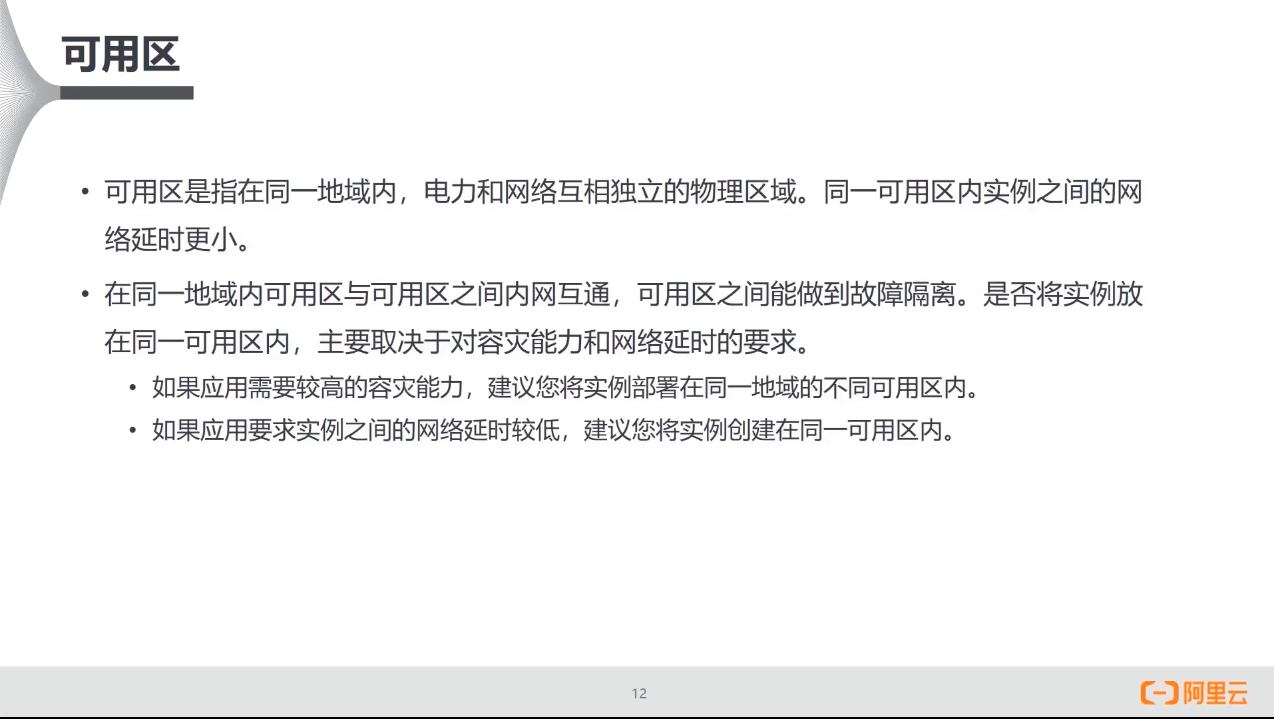 可用区
• 可用区是指在同一地域内，电力和网络互相独立的物理区域。同一可用区内实例之间的网
络延时更小。
• 在同一地域内可用区与可用区之间内网互通，可用区之间能做到故障隔离。是否将实例放
在同一可用区内，主要取决于对容灾能力和网络延时的要求。
• 如果应用需要较高的容灾能力，建议您将实例部署在同一地域的不同可用区内。
• 如果应用要求实例之间的网络延时较低，建议您将实例创建在同一可用区内。
12
阿里云